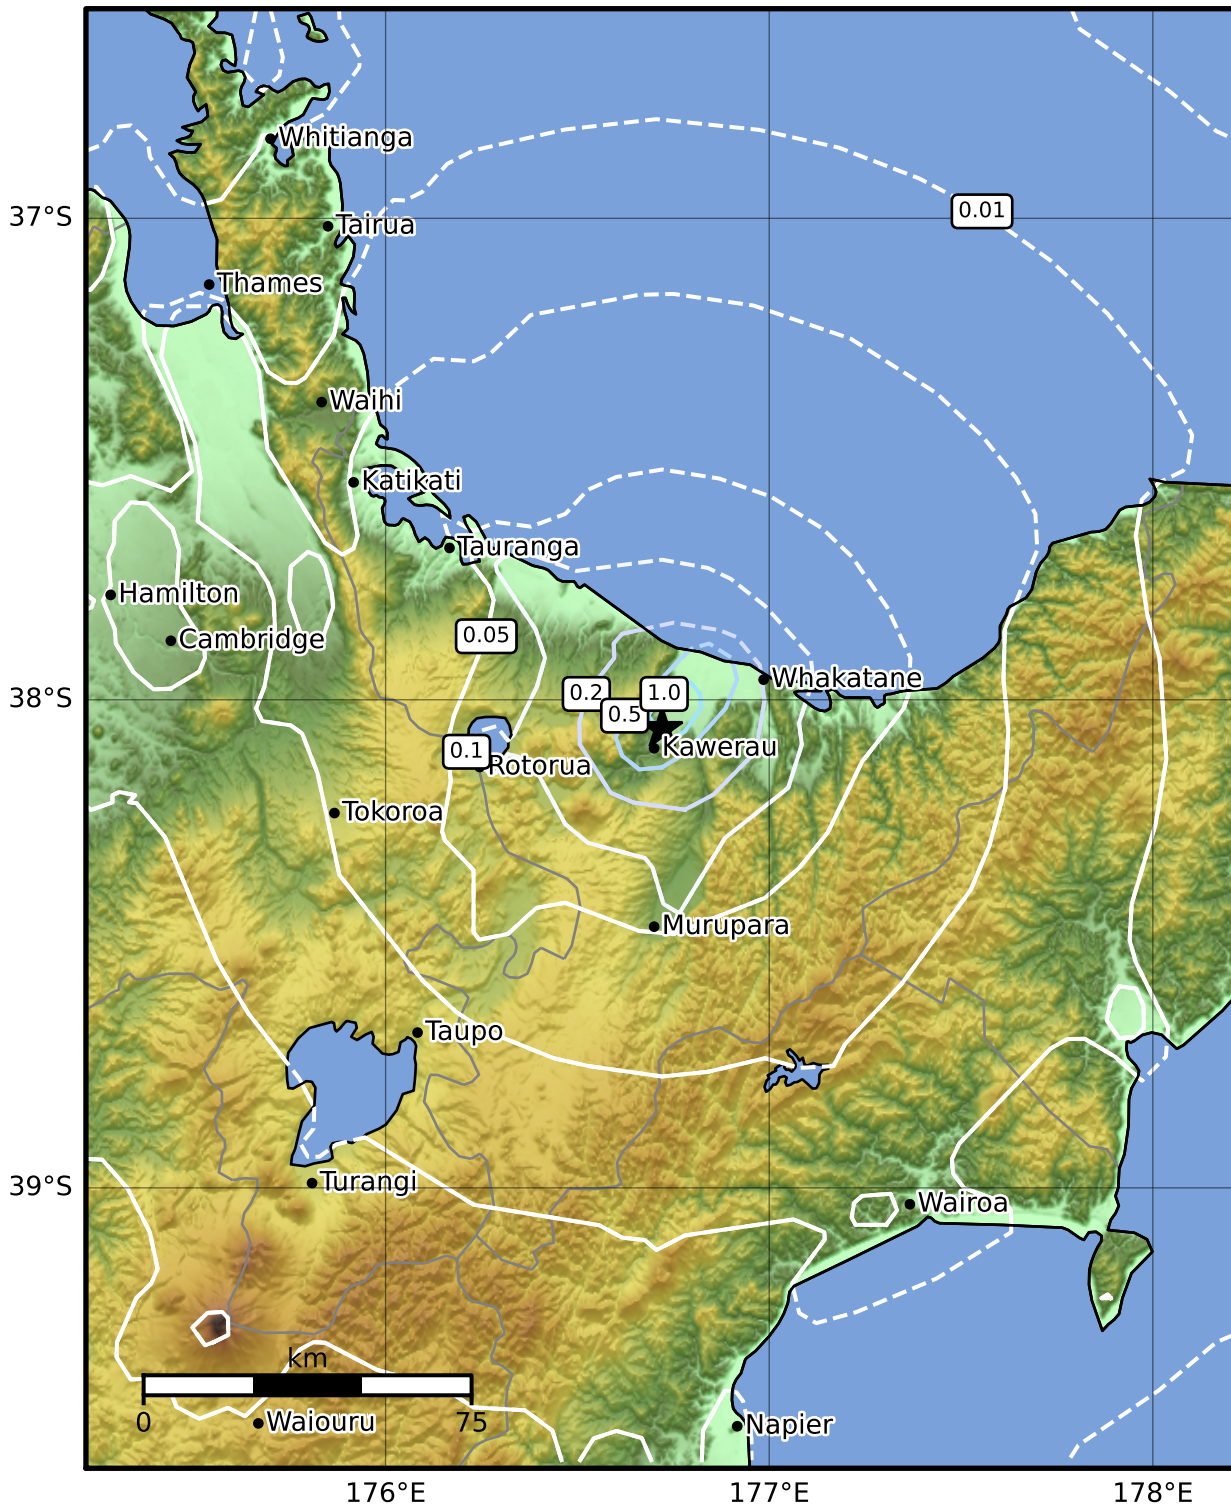 Whitianga
37°S
0.01
Tairua
Thames
Waihi
Katikati
Tauranga
Hamilton
0.05
Cambridge
Whakatane
38°S
0.2
1.0
0.5
Kawerau
0.1
Rotorua
Tokoroa
Murupara
Taupo
39°S
Turangi
Wairoa
km
0
75
Waiouru
Napier
176°E
177°E
178°E